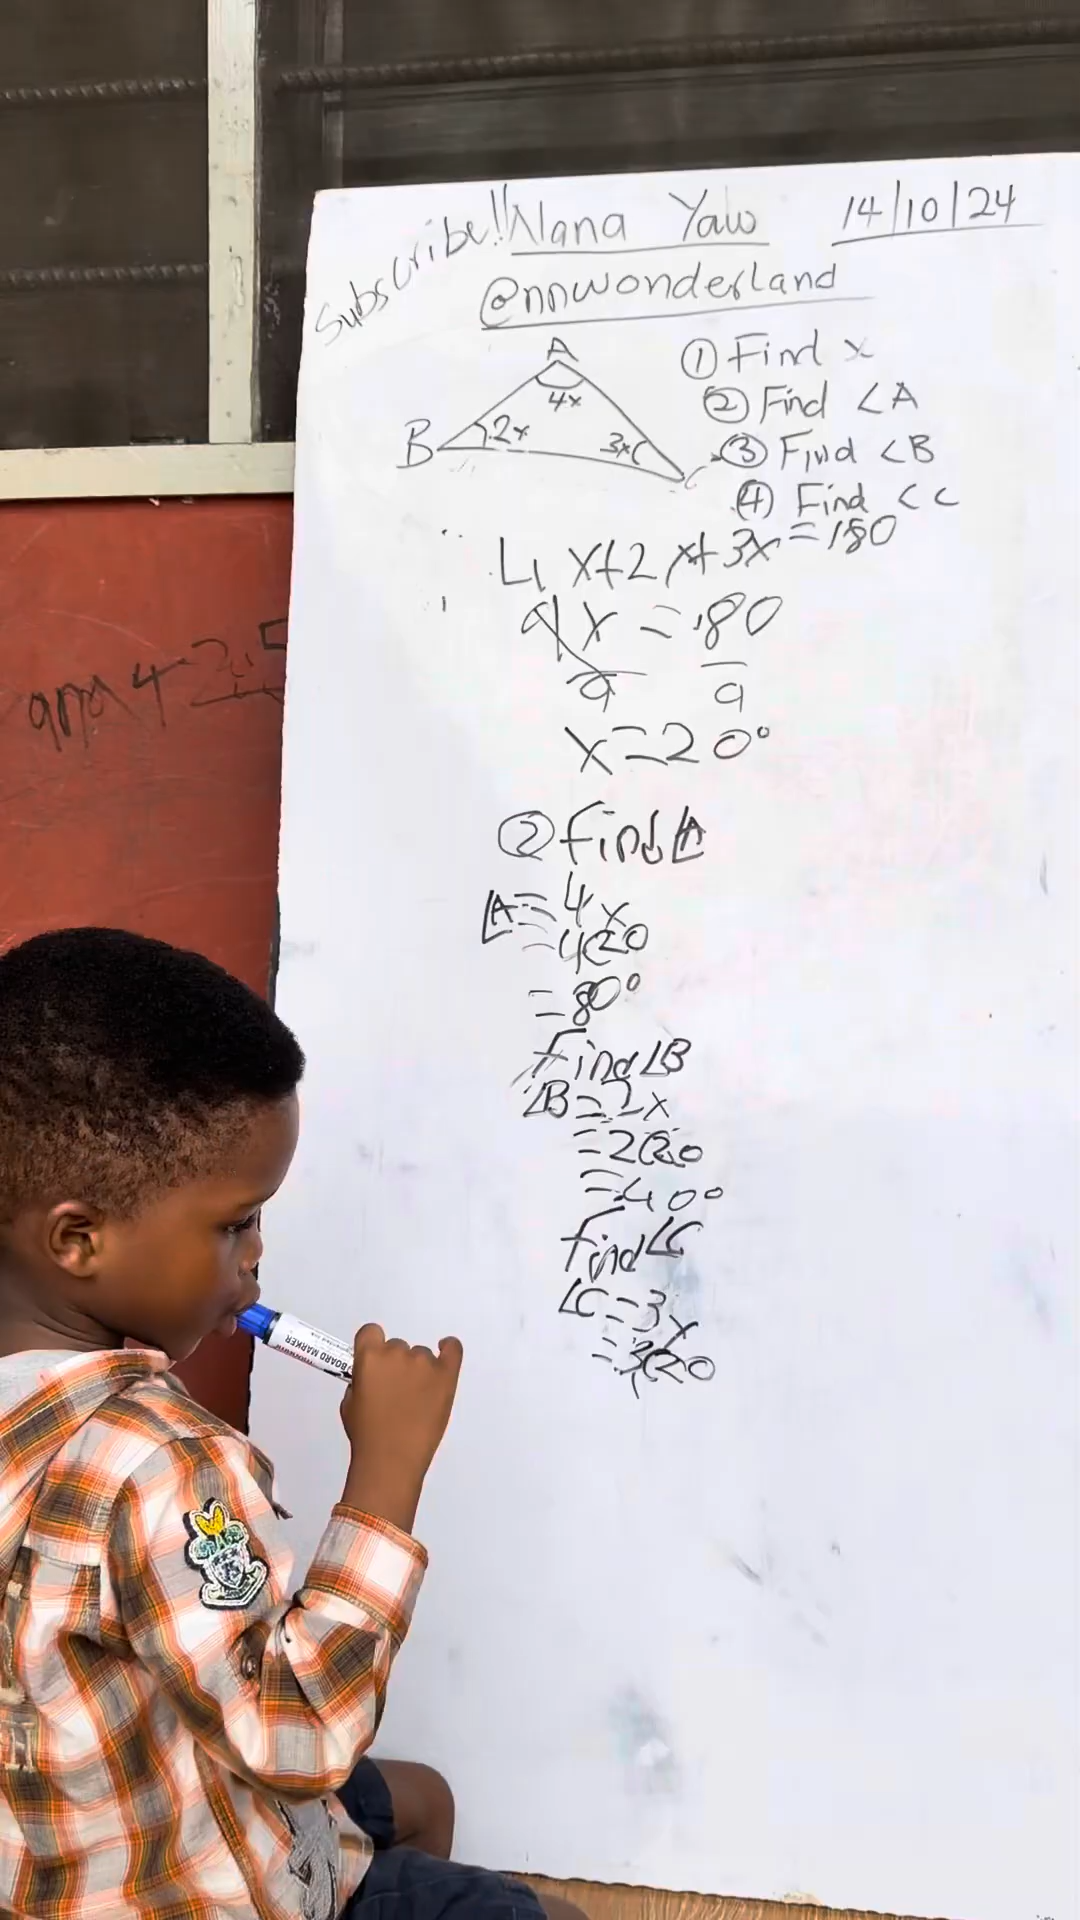 Subscribe!! Nana Yaw 14/10/24
@nnwonderland
A
4x
B 2x 3x C
① Find x
② Find <A
③ Find <B
④ Find <C
4x+2x+3x=180
9x=180
9 9
x=20°
② Find ∠A
∠A=4x
=4(20
=80°
Find ∠B
∠B=2x
=2(20
=40°
Find ∠C
∠C=3x
=3(20
BOARD MARKER